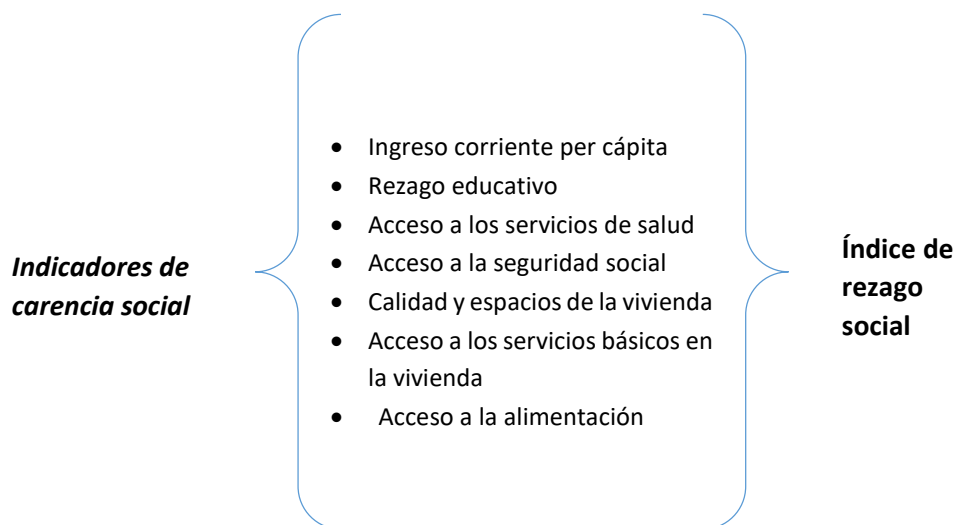 Indicadores de
carencia social
• Ingreso corriente per cápita
• Rezago educativo
• Acceso a los servicios de salud
• Acceso a la seguridad social
• Calidad y espacios de la vivienda
• Acceso a los servicios básicos en
la vivienda
• Acceso a la alimentación
Índice de
rezago
social